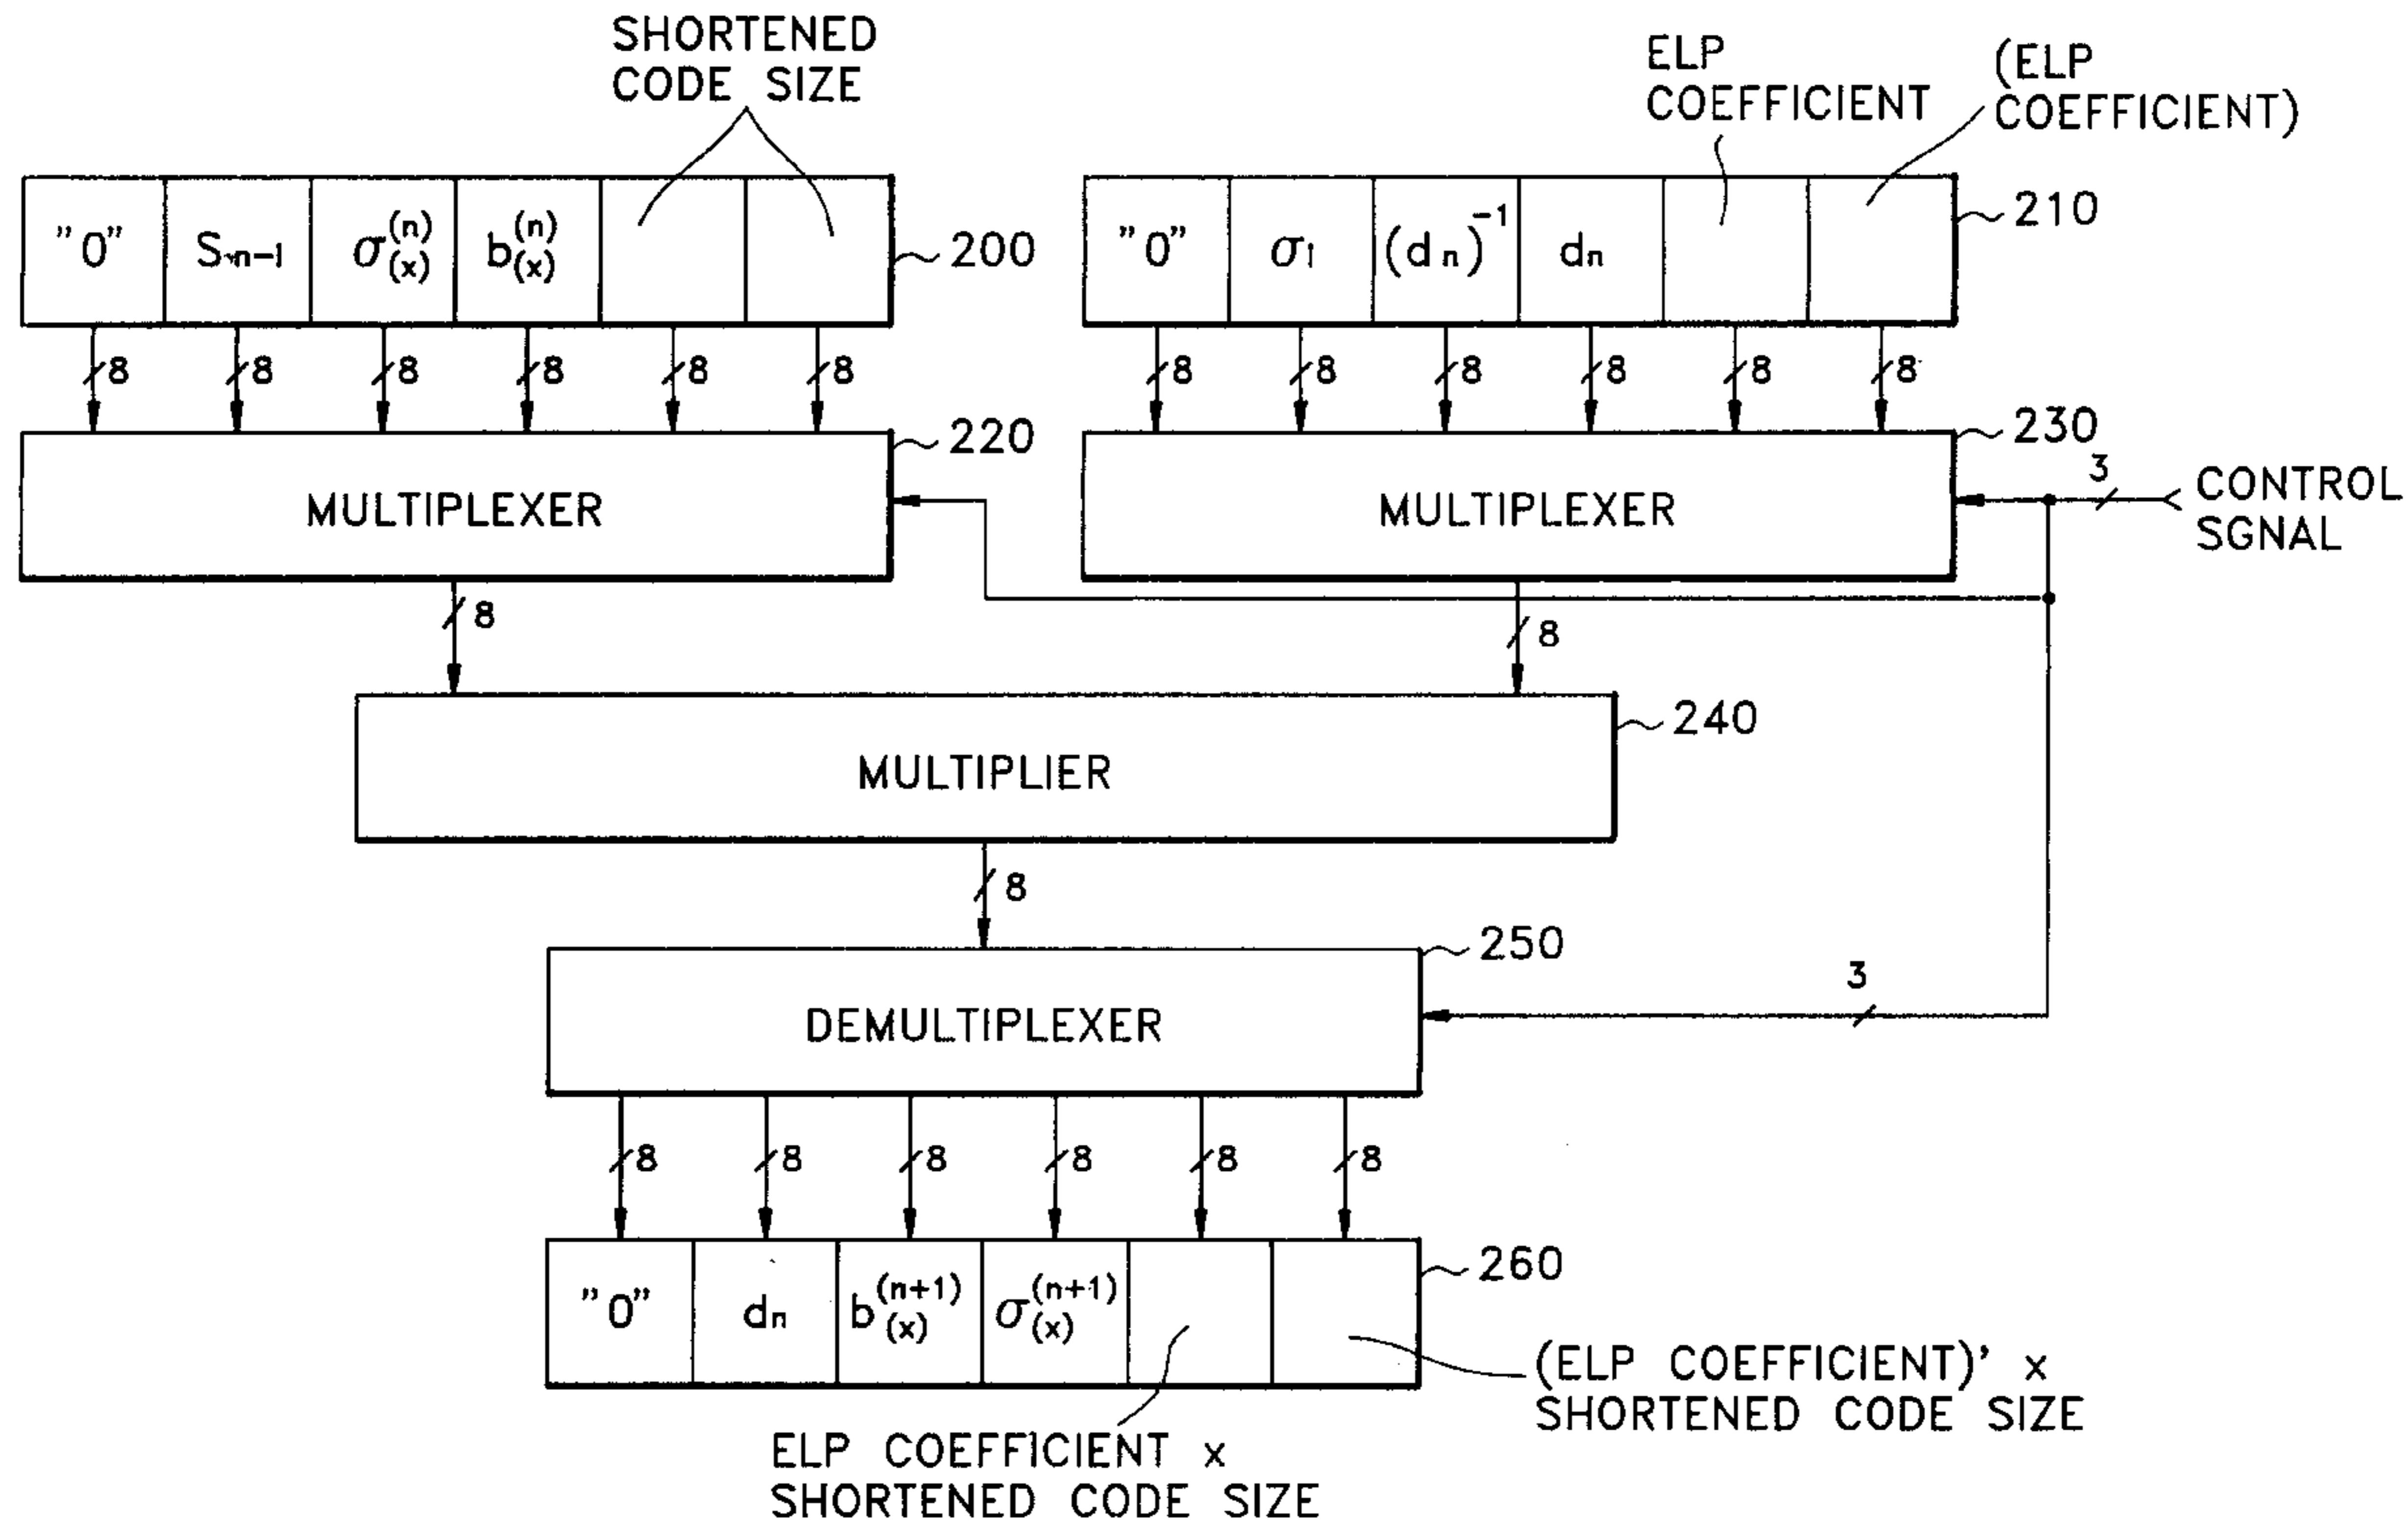 SHORTENED
CODE SIZE
ELP
COEFFICIENT
(ELP
COEFFICIENT)
"0" Sn-1 σ(x)(n) b(x)(n) 200
"0" σ1 (dn)-1 dn 210
8 8 8 8 8 8
8 8 8 8 8 8
MULTIPLEXER 220
MULTIPLEXER 230
3 CONTROL
SGNAL
8
8
MULTIPLIER 240
8
DEMULTIPLEXER 250
3
8 8 8 8 8 8
"0" dn b(x)(n+1) σ(x)(n+1) 260
(ELP COEFFICIENT)' x
SHORTENED CODE SIZE
ELP COEFFICIENT x
SHORTENED CODE SIZE